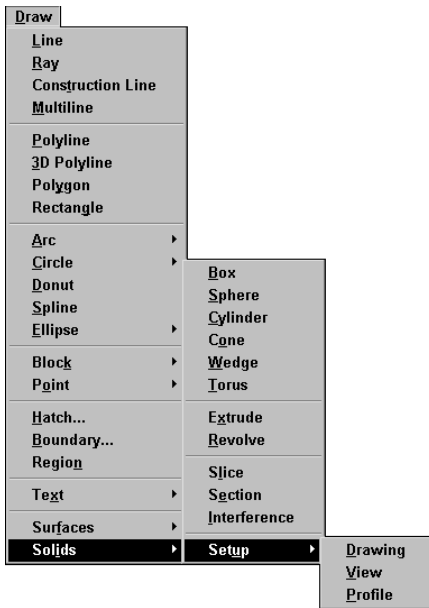 Draw
Line
Ray
Construction Line
Multiline
Polyline
3D Polyline
Polygon
Rectangle
Arc
Circle
Donut
Spline
Ellipse
Block
Point
Hatch...
Boundary...
Region
Text
Surfaces
Solids
Box
Sphere
Cylinder
Cone
Wedge
Torus
Extrude
Revolve
Slice
Section
Interference
Setup
Drawing
View
Profile